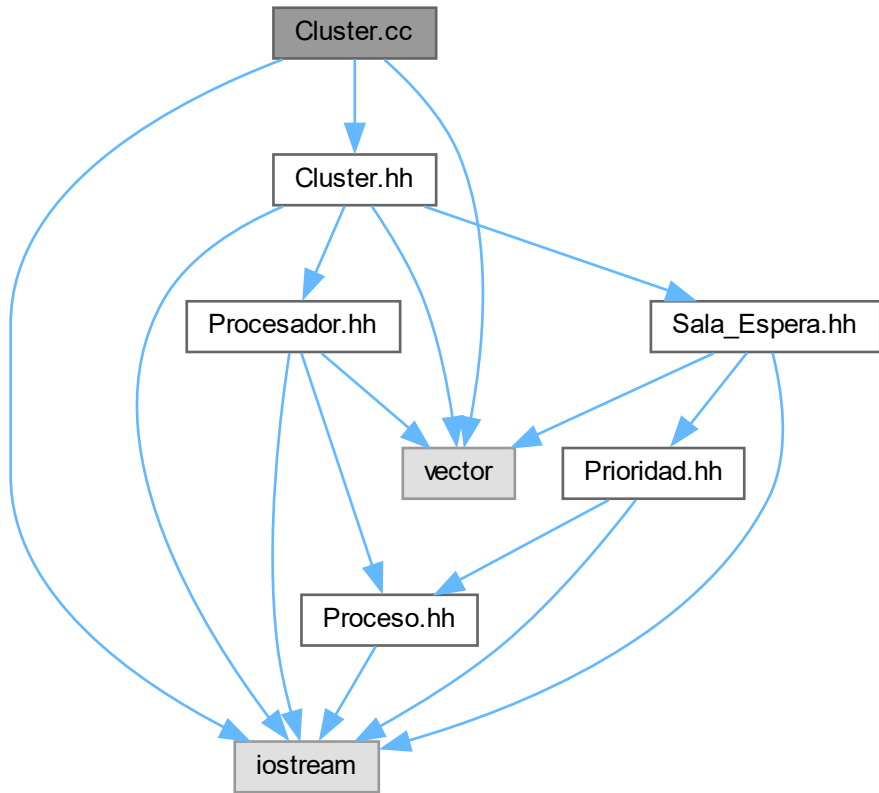 Cluster.cc
Cluster.hh
Procesador.hh
Sala_Espera.hh
vector
Prioridad.hh
Proceso.hh
iostream